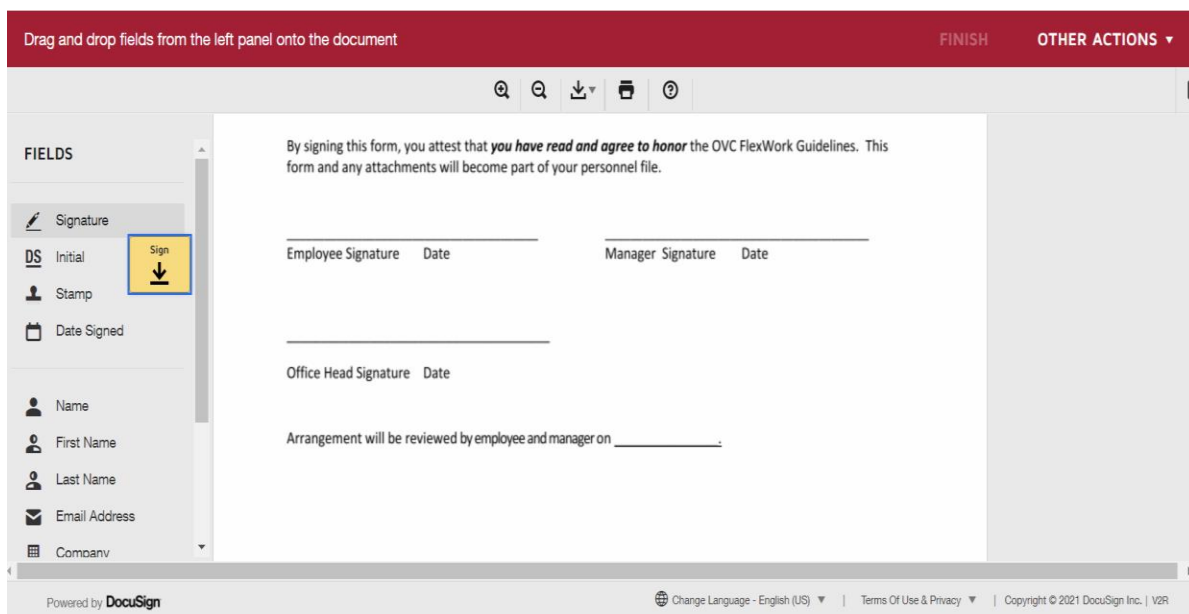 Drag and drop fields from the left panel onto the document
FINISH
OTHER ACTIONS
FIELDS
Signature
DS Initial
Sign
Stamp
Date Signed
Name
First Name
Last Name
Email Address
Company
By signing this form, you attest that you have read and agree to honor the OVC FlexWork Guidelines. This
form and any attachments will become part of your personnel file.
Employee Signature Date
Manager Signature Date
Office Head Signature Date
Arrangement will be reviewed by employee and manager on ________________.
Powered by DocuSign
Change Language - English (US) | Terms Of Use & Privacy | Copyright © 2021 DocuSign Inc. | V2R